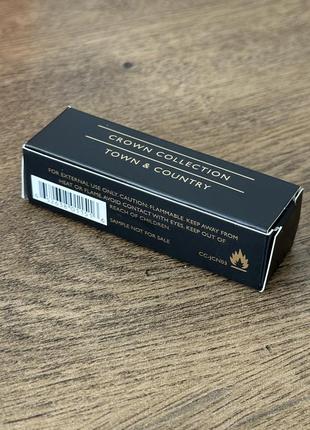 CROWN COLLECTION
TOWN & COUNTRY
FOR EXTERNAL USE ONLY. CAUTION: FLAMMABLE. KEEP AWAY FROM
HEAT OR FLAME. AVOID CONTACT WITH EYES. KEEP OUT OF
REACH OF CHILDREN.
SAMPLE NOT FOR SALE
CC-JCN03